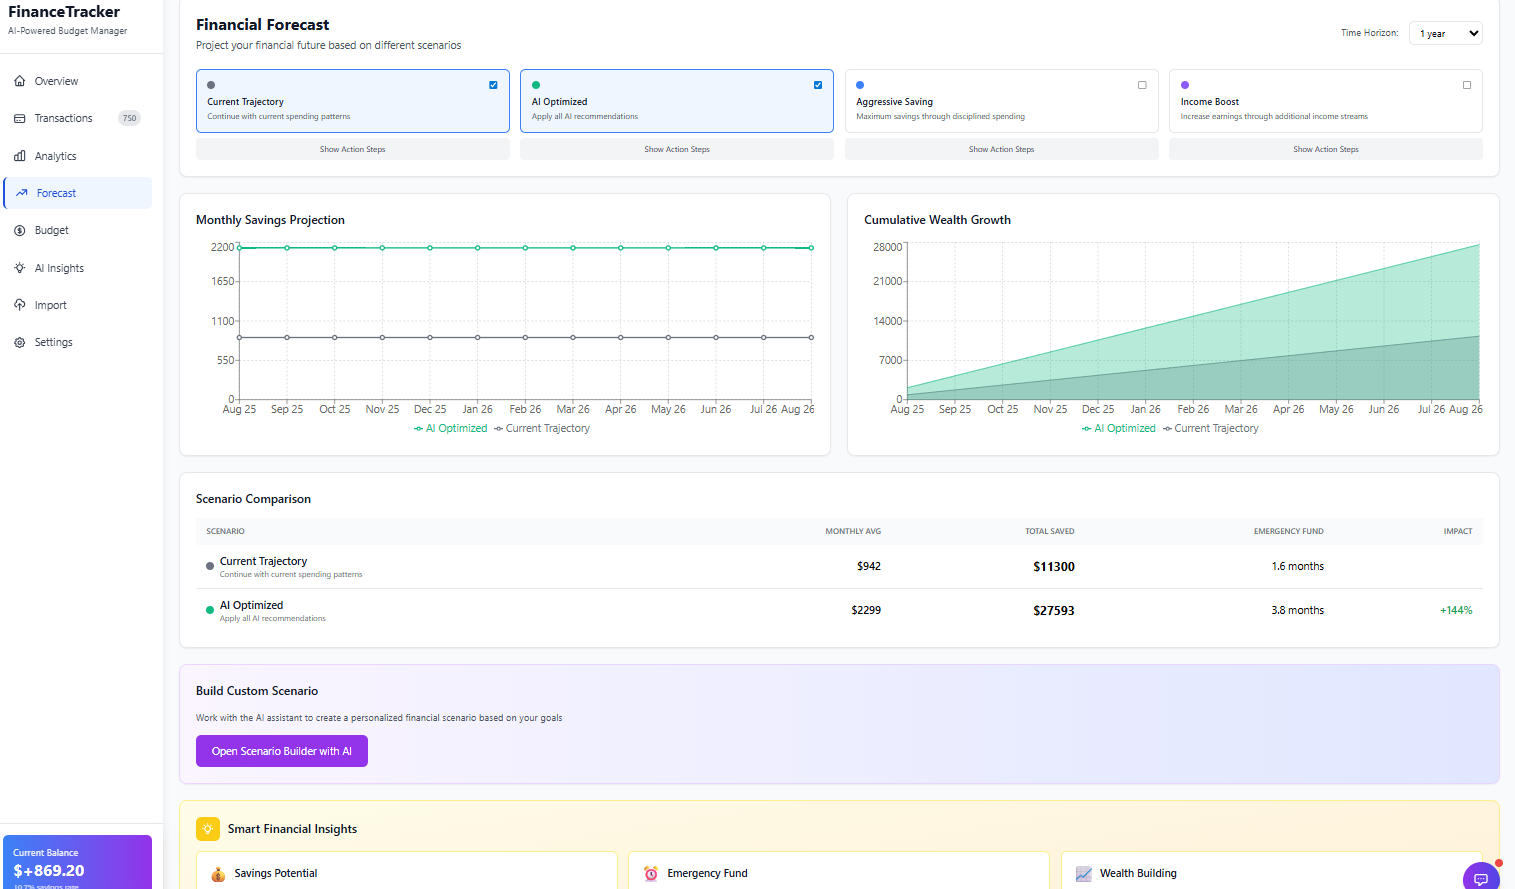 FinanceTracker
AI-Powered Budget Manager
Overview
Transactions 750
Analytics
Forecast
Budget
AI Insights
Import
Settings
Current Balance
$+869.20
10.7% savings rate
Financial Forecast
Project your financial future based on different scenarios
Time Horizon: 1 year
Current Trajectory
Continue with current spending patterns
Show Action Steps
AI Optimized
Apply all AI recommendations
Show Action Steps
Aggressive Saving
Maximum savings through disciplined spending
Show Action Steps
Income Boost
Increase earnings through additional income streams
Show Action Steps
Monthly Savings Projection
2200
1650
1100
550
0
Aug 25 Sep 25 Oct 25 Nov 25 Dec 25 Jan 26 Feb 26 Mar 26 Apr 26 May 26 Jun 26 Jul 26 Aug 26
AI Optimized Current Trajectory
Cumulative Wealth Growth
28000
21000
14000
7000
0
Aug 25 Sep 25 Oct 25 Nov 25 Dec 25 Jan 26 Feb 26 Mar 26 Apr 26 May 26 Jun 26 Jul 26 Aug 26
AI Optimized Current Trajectory
Scenario Comparison
SCENARIO MONTHLY AVG TOTAL SAVED EMERGENCY FUND IMPACT
Current Trajectory
Continue with current spending patterns
$942 $11300 1.6 months
AI Optimized
Apply all AI recommendations
$2299 $27593 3.8 months +144%
Build Custom Scenario
Work with the AI assistant to create a personalized financial scenario based on your goals
Open Scenario Builder with AI
Smart Financial Insights
Savings Potential
Emergency Fund
Wealth Building